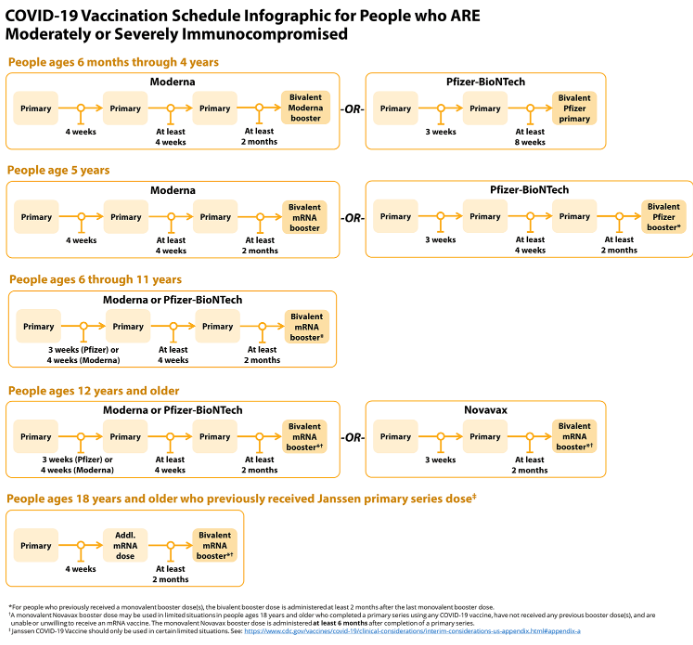 COVID-19 Vaccination Schedule Infographic for People who ARE
Moderately or Severely Immunocompromised
People ages 6 months through 4 years
Moderna
Primary
4 weeks
Primary
At least
4 weeks
Primary
At least
2 months
Bivalent
Moderna
booster
-OR-
Pfizer-BioNTech
Primary
3 weeks
Primary
At least
8 weeks
Bivalent
Pfizer
primary
People age 5 years
Moderna
Primary
4 weeks
Primary
At least
4 weeks
Primary
At least
2 months
Bivalent
mRNA
booster
-OR-
Pfizer-BioNTech
Primary
3 weeks
Primary
At least
4 weeks
Primary
At least
2 months
Bivalent
Pfizer
booster*
People ages 6 through 11 years
Moderna or Pfizer-BioNTech
Primary
3 weeks (Pfizer) or
4 weeks (Moderna)
Primary
At least
4 weeks
Primary
At least
2 months
Bivalent
mRNA
booster*
People ages 12 years and older
Moderna or Pfizer-BioNTech
Primary
3 weeks (Pfizer) or
4 weeks (Moderna)
Primary
At least
4 weeks
Primary
At least
2 months
Bivalent
mRNA
booster*†
-OR-
Novavax
Primary
3 weeks
Primary
At least
2 months
Bivalent
mRNA
booster*†
People ages 18 years and older who previously received Janssen primary series dose‡
Primary
4 weeks
Addl.
mRNA
dose
At least
2 months
Bivalent
mRNA
booster*†
*For people who previously received a monovalent booster dose(s), the bivalent booster dose is administered at least 2 months after the last monovalent booster dose.
†A monovalent Novavax booster dose may be used in limited situations in people ages 18 years and older who completed a primary series using any COVID-19 vaccine, have not received any previous booster dose(s), and are
unable or unwilling to receive an mRNA vaccine. The monovalent Novavax booster dose is administered at least 6 months after completion of a primary series.
‡Janssen COVID-19 Vaccine should only be used in certain limited situations. See: https://www.cdc.gov/vaccines/covid-19/clinical-considerations/interim-considerations-us-appendix.html#appendix-a